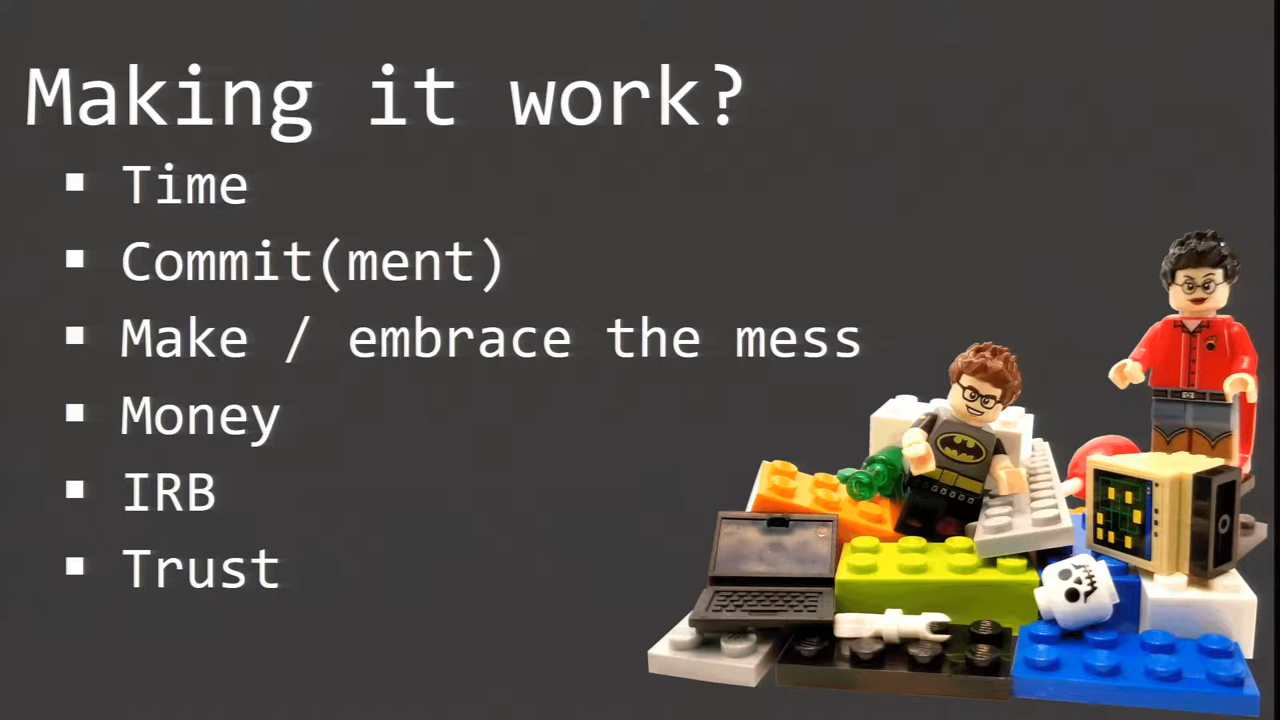 Making it work?
▪ Time
▪ Commit(ment)
▪ Make / embrace the mess
▪ Money
▪ IRB
▪ Trust